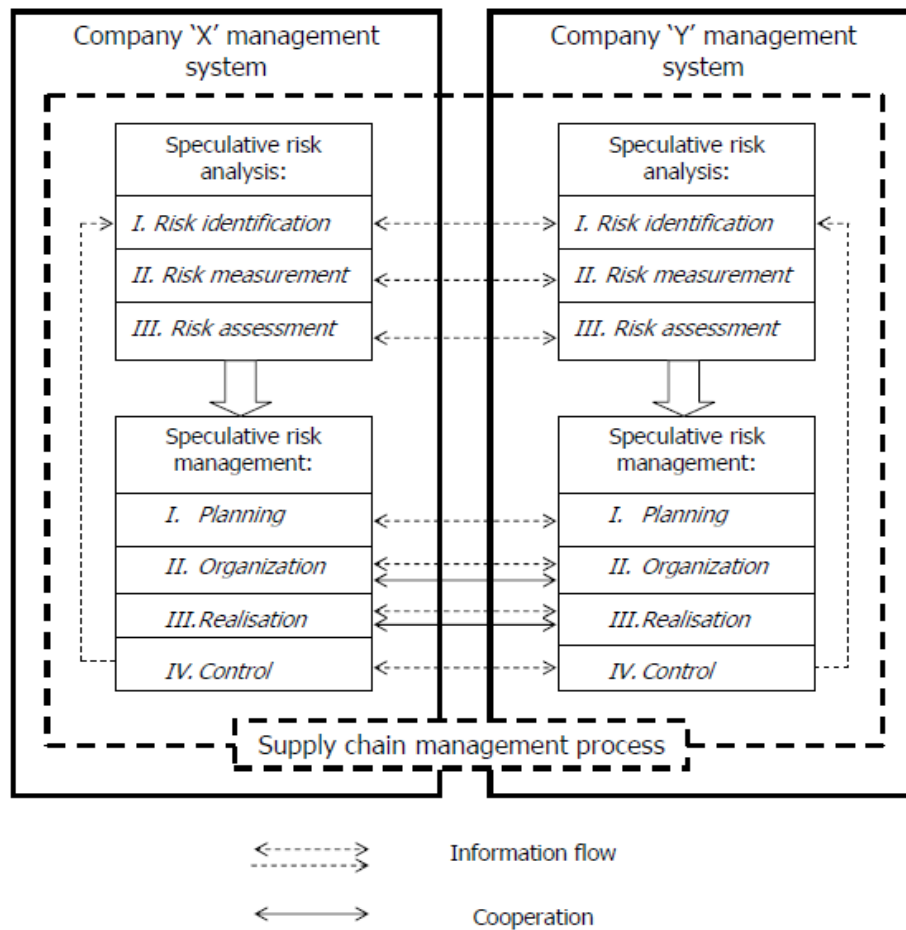 Company ‘X’ management
system
Speculative risk
analysis:
I. Risk identification
II. Risk measurement
III. Risk assessment
Speculative risk
management:
I. Planning
II. Organization
III.Realisation
IV. Control
Company ‘Y’ management
system
Speculative risk
analysis:
I. Risk identification
II. Risk measurement
III. Risk assessment
Speculative risk
management:
I. Planning
II. Organization
III.Realisation
IV. Control
Supply chain management process
Information flow
Cooperation